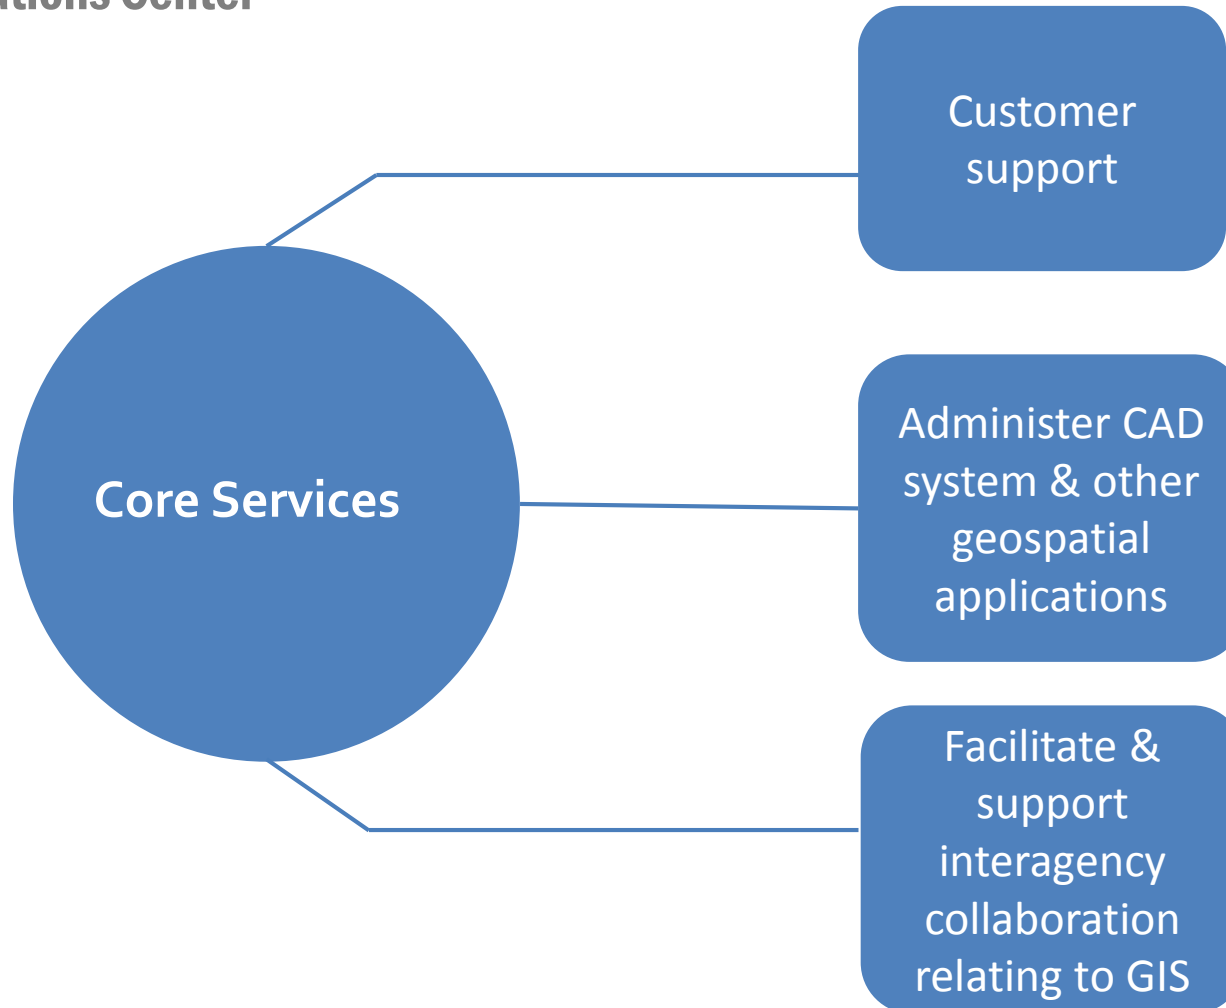 Customer
support
Core Services
Administer CAD
system & other
geospatial
applications
Facilitate &
support
interagency
collaboration
relating to GIS